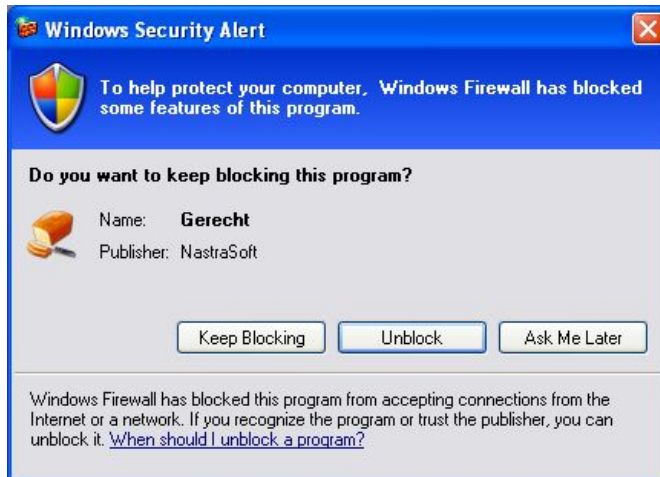 Windows Security Alert
To help protect your computer, Windows Firewall has blocked
some features of this program.
Do you want to keep blocking this program?
Name: Gerecht
Publisher: NastraSoft
Keep Blocking Unblock Ask Me Later
Windows Firewall has blocked this program from accepting connections from the
Internet or a network. If you recognize the program or trust the publisher, you can
unblock it. When should I unblock a program?